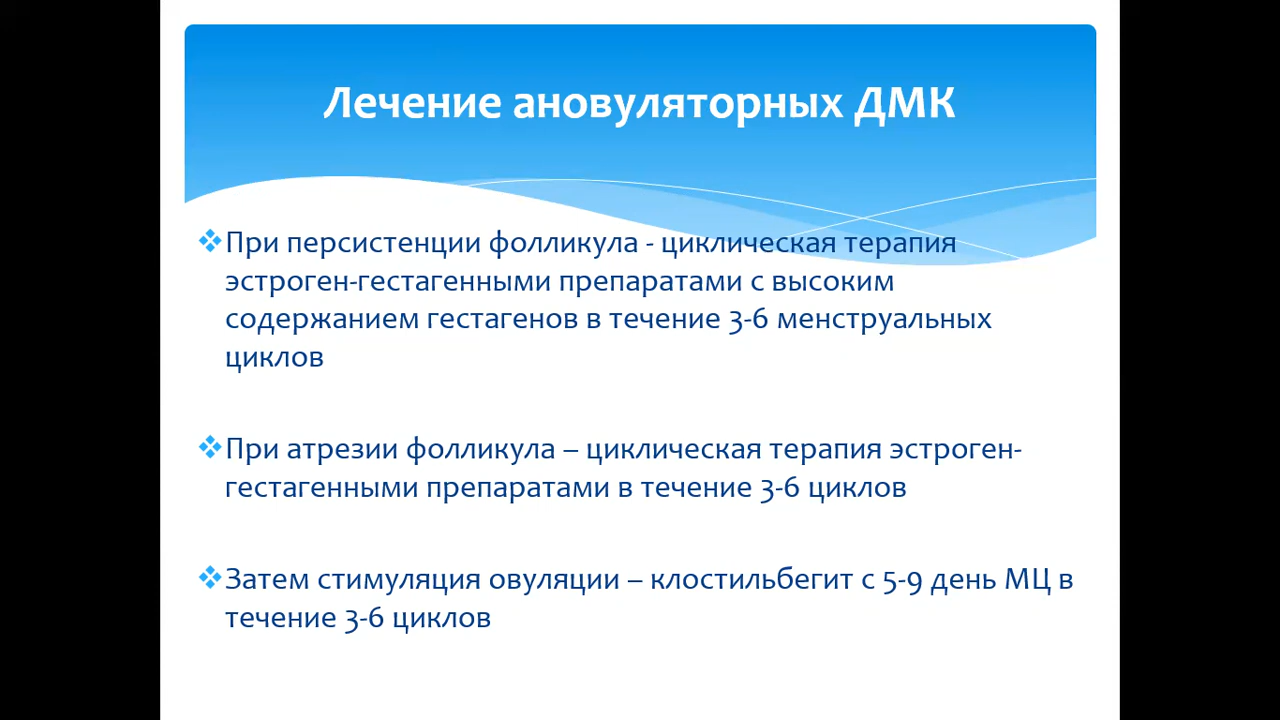 Лечение ановуляторных ДМК
При персистенции фолликула - циклическая терапия
эстроген-гестагенными препаратами с высоким
содержанием гестагенов в течение 3-6 менструальных
циклов
При атрезии фолликула – циклическая терапия эстроген-
гестагенными препаратами в течение 3-6 циклов
Затем стимуляция овуляции – клостильбегит с 5-9 день МЦ в
течение 3-6 циклов